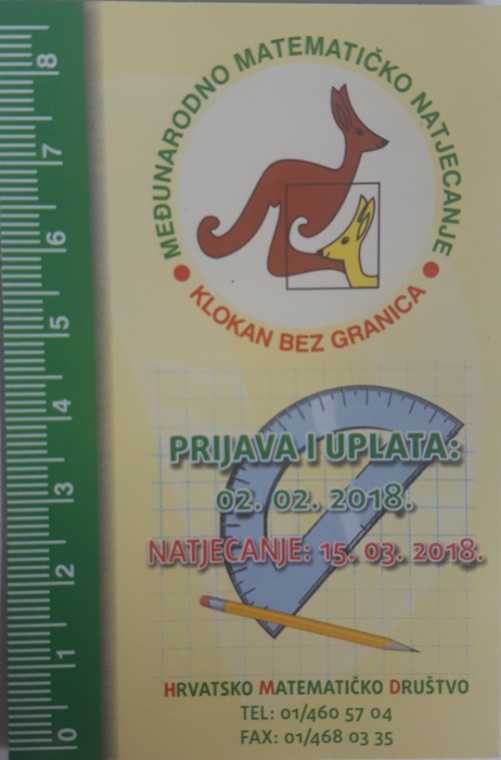 MEĐUNARODNO MATEMATIČKO NATJECANJE
KLOKAN BEZ GRANICA
PRIJAVA I UPLATA:
02. 02. 2018.
NATJECANJE: 15. 03. 2018.
HRVATSKO MATEMATIČKO DRUŠTVO
TEL: 01/460 57 04
FAX: 01/468 03 35
0 1 2 3 4 5 6 7 8